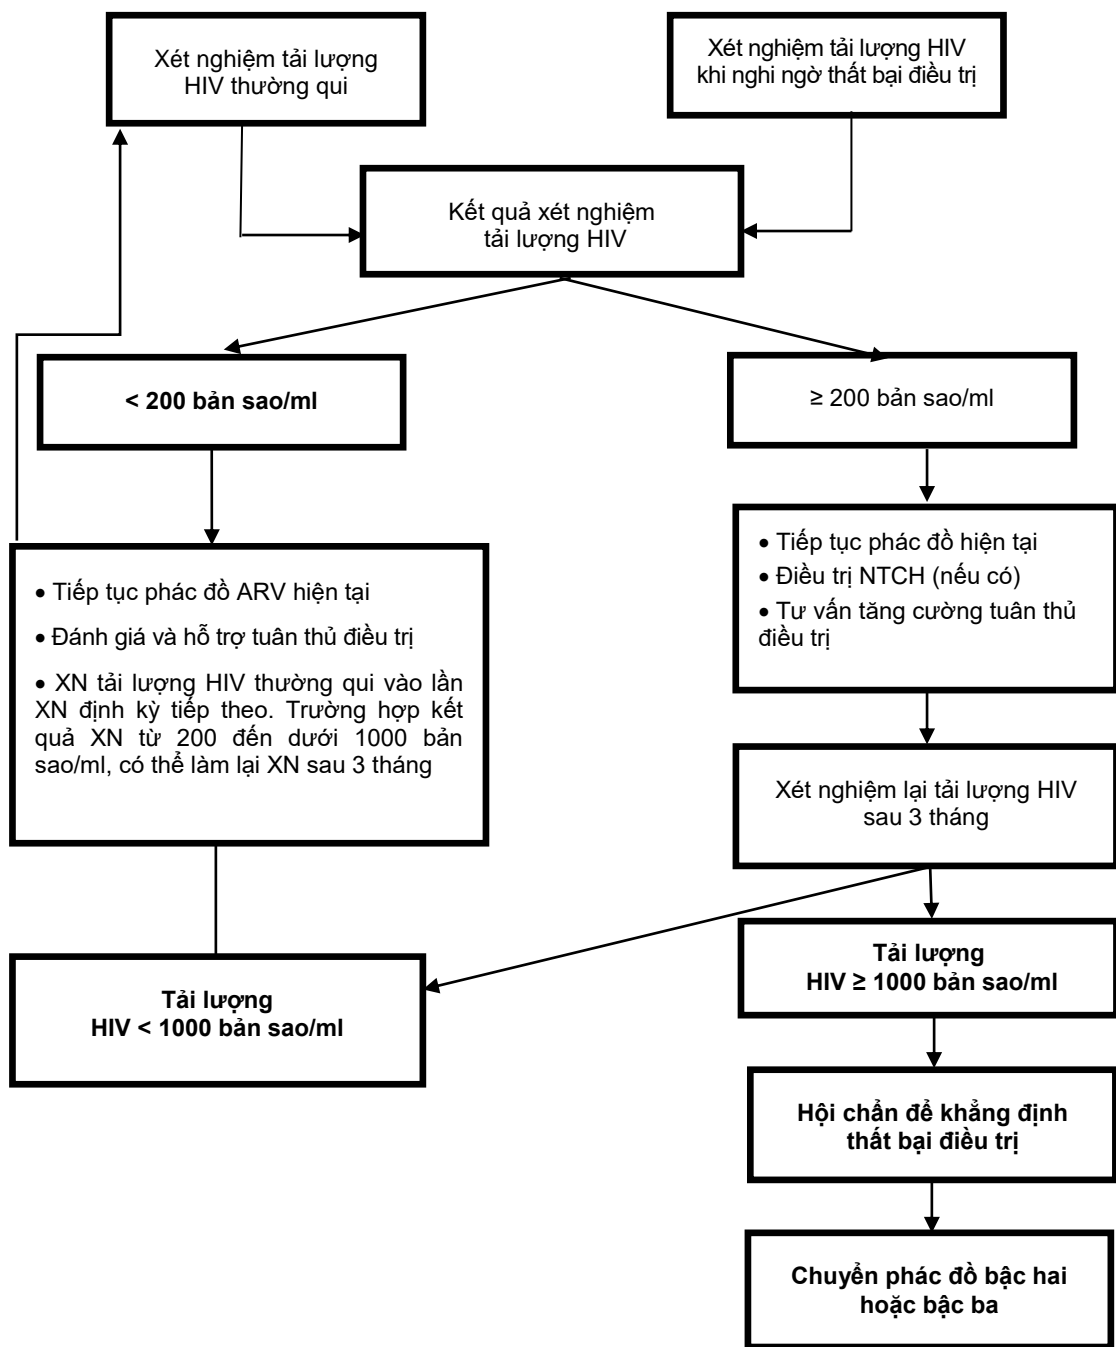 Xét nghiệm tải lượng
HIV thường qui
Xét nghiệm tải lượng HIV
khi nghi ngờ thất bại điều trị
Kết quả xét nghiệm
tải lượng HIV
< 200 bản sao/ml
≥ 200 bản sao/ml
• Tiếp tục phác đồ ARV hiện tại
• Đánh giá và hỗ trợ tuân thủ điều trị
• XN tải lượng HIV thường qui vào lần
XN định kỳ tiếp theo. Trường hợp kết
quả XN từ 200 đến dưới 1000 bản
sao/ml, có thể làm lại XN sau 3 tháng
• Tiếp tục phác đồ hiện tại
• Điều trị NTCH (nếu có)
• Tư vấn tăng cường tuân thủ
điều trị
Xét nghiệm lại tải lượng HIV
sau 3 tháng
Tải lượng
HIV < 1000 bản sao/ml
Tải lượng
HIV ≥ 1000 bản sao/ml
Hội chẩn để khẳng định
thất bại điều trị
Chuyển phác đồ bậc hai
hoặc bậc ba